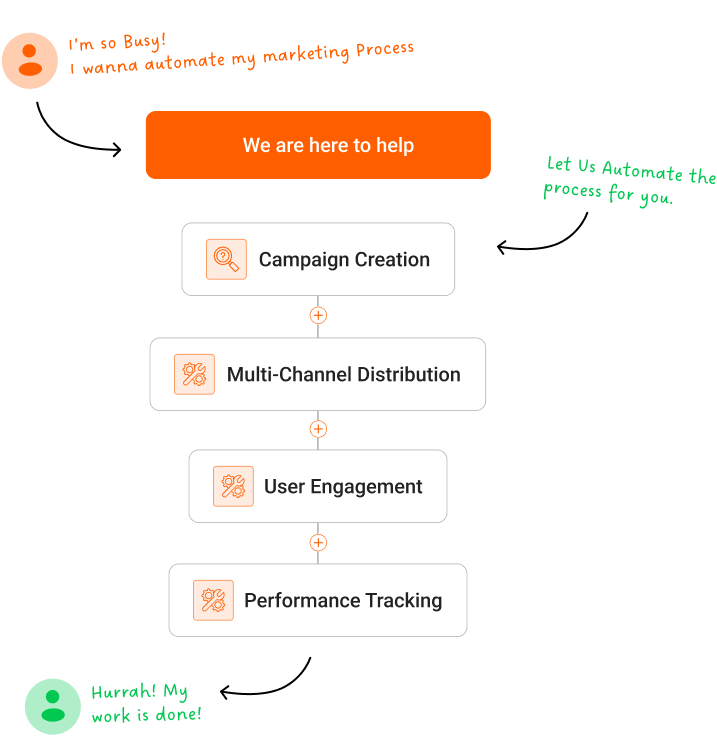 I'm so Busy!
I wanna automate my marketing Process
We are here to help
Let Us Automate the
process for you.
Campaign Creation
Multi-Channel Distribution
User Engagement
Performance Tracking
Hurrah! My
work is done!